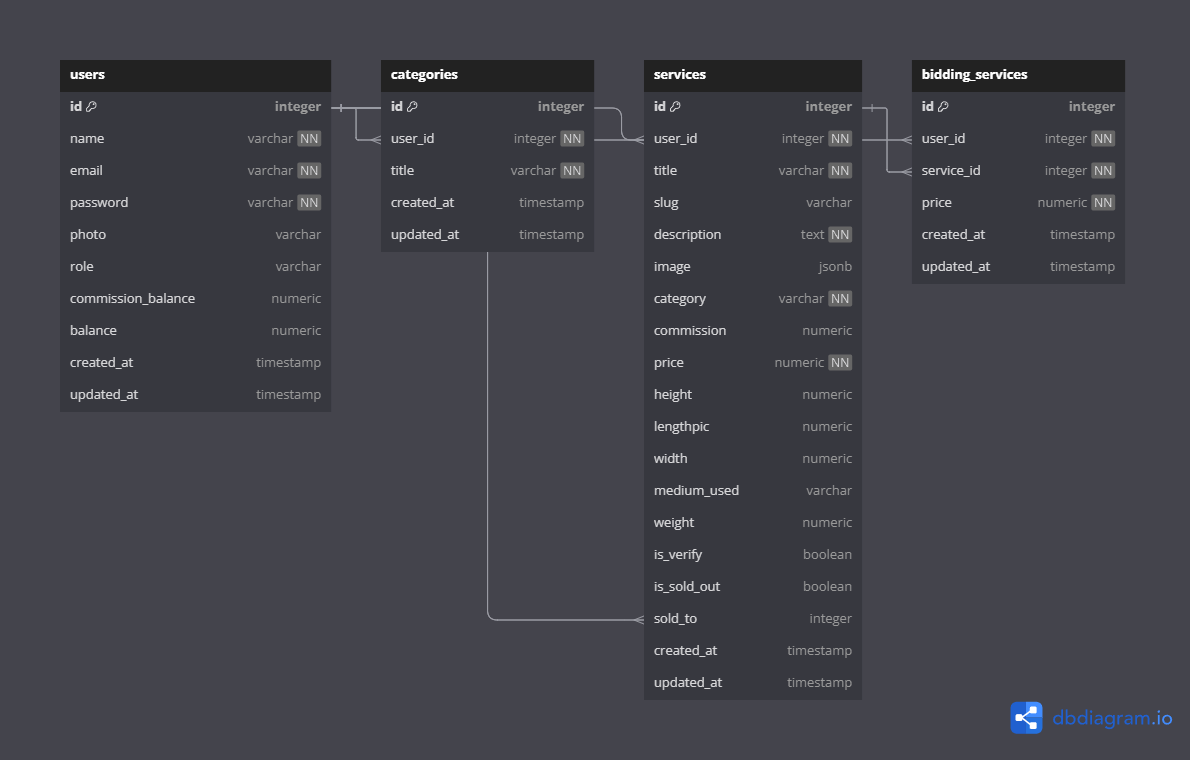 users
id integer
name varchar NN
email varchar NN
password varchar NN
photo varchar
role varchar
commission_balance numeric
balance numeric
created_at timestamp
updated_at timestamp
categories
id integer
user_id integer NN
title varchar NN
created_at timestamp
updated_at timestamp
services
id integer
user_id integer NN
title varchar NN
slug varchar
description text NN
image jsonb
category varchar NN
commission numeric
price numeric NN
height numeric
lengthpic numeric
width numeric
medium_used varchar
weight numeric
is_verify boolean
is_sold_out boolean
sold_to integer
created_at timestamp
updated_at timestamp
bidding_services
id integer
user_id integer NN
service_id integer NN
price numeric NN
created_at timestamp
updated_at timestamp
dbdiagram.io